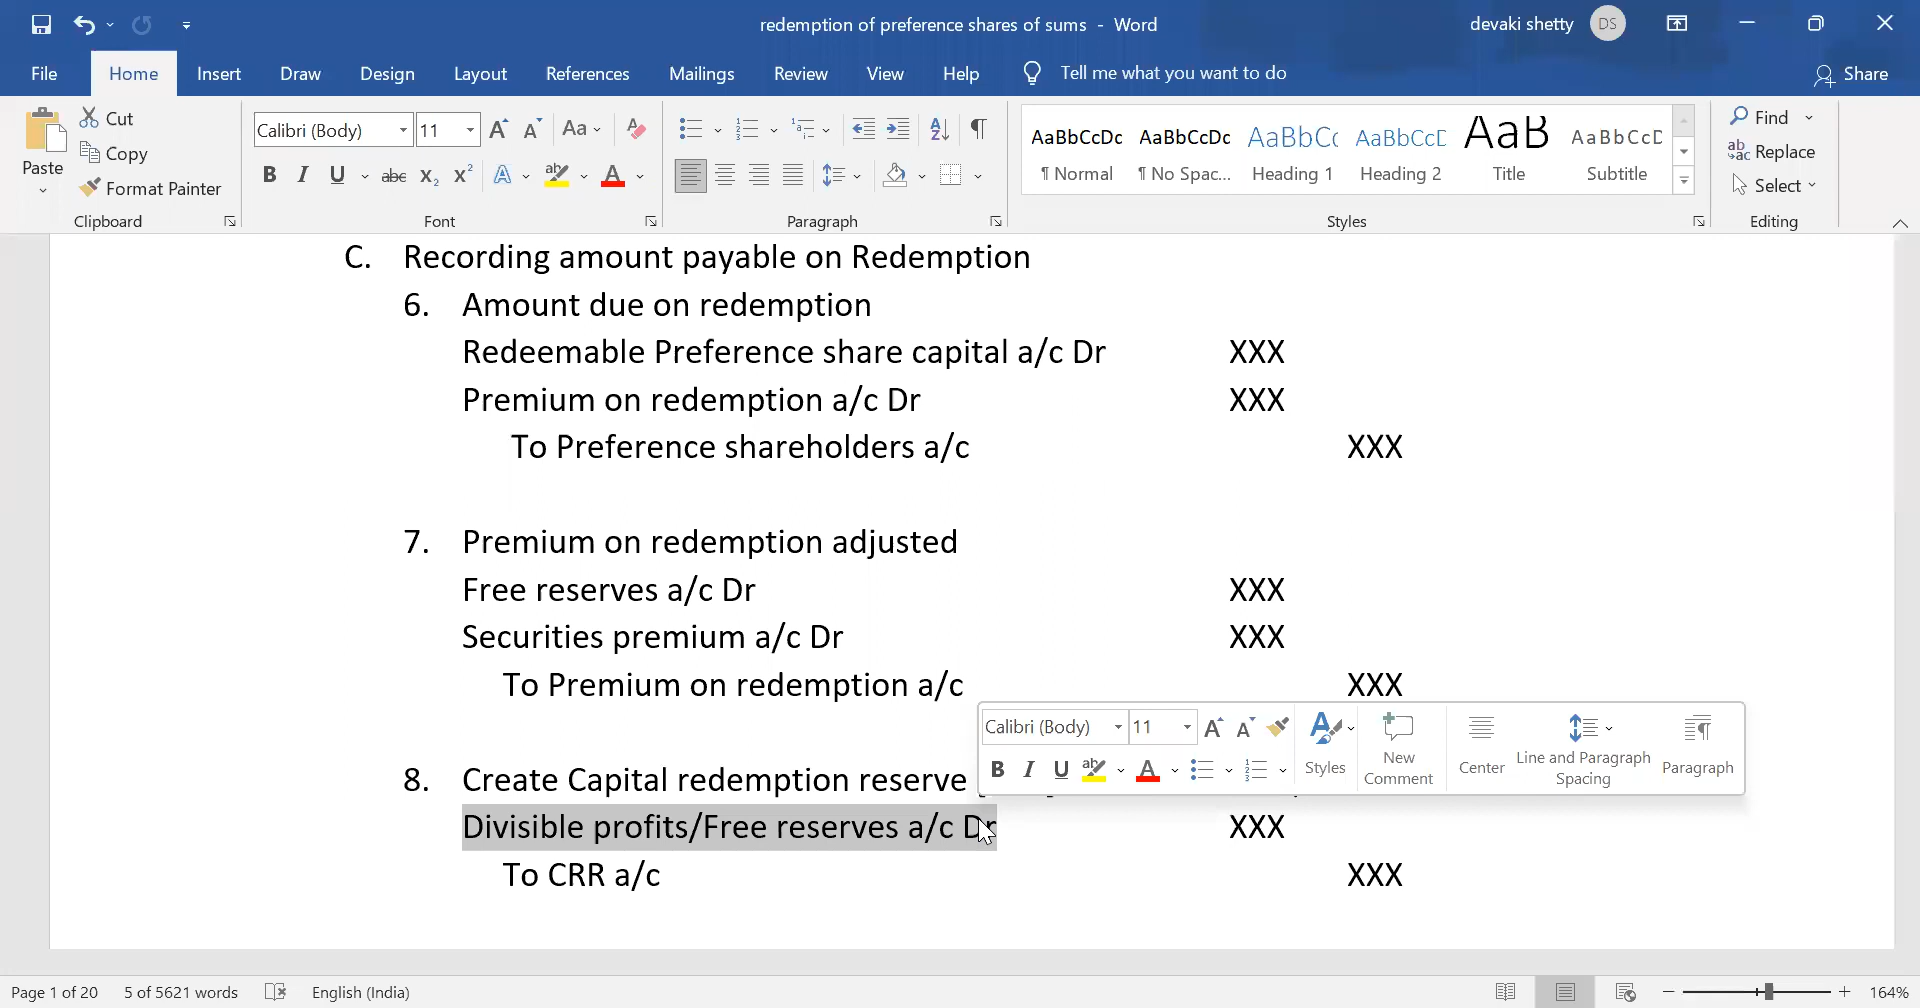 redemption of preference shares of sums - Word
devaki shetty DS
File Home Insert Draw Design Layout References Mailings Review View Help Tell me what you want to do Share
Paste Cut Copy Format Painter Clipboard
Calibri (Body) 11 Aa
B I U abc X₂ X² A A Font
Paragraph
AaBbCcDc AaBbCcDc AaBbCc AaBbCcD AaB AaBbCcD
¶ Normal ¶ No Spac... Heading 1 Heading 2 Title Subtitle
Styles
Find Replace Select Editing
C. Recording amount payable on Redemption
6. Amount due on redemption
Redeemable Preference share capital a/c Dr XXX
Premium on redemption a/c Dr XXX
To Preference shareholders a/c XXX
7. Premium on redemption adjusted
Free reserves a/c Dr XXX
Securities premium a/c Dr XXX
To Premium on redemption a/c XXX
Calibri (Body) 11 A A
B I U A Styles New Comment Center Line and Paragraph Spacing Paragraph
8. Create Capital redemption reserve
Divisible profits/Free reserves a/c Dr XXX
To CRR a/c XXX
Page 1 of 20 5 of 5621 words English (India) 164%